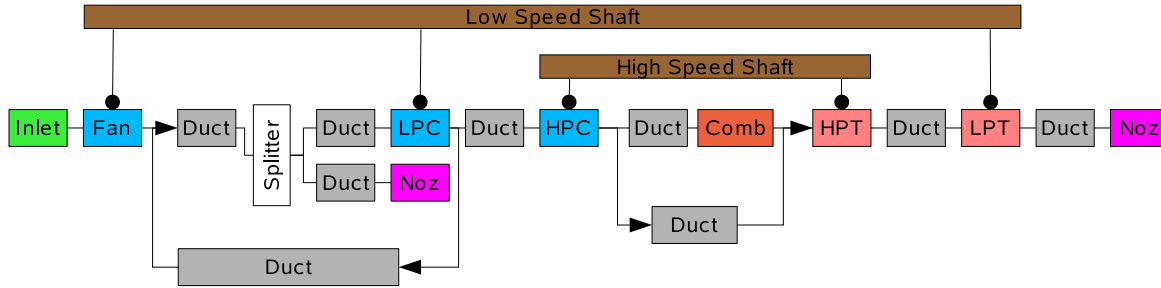 Low Speed Shaft
High Speed Shaft
Inlet
Fan
Duct
Splitter
Duct
LPC
Duct
HPC
Duct
Comb
HPT
Duct
LPT
Duct
Noz
Duct
Noz
Duct
Duct